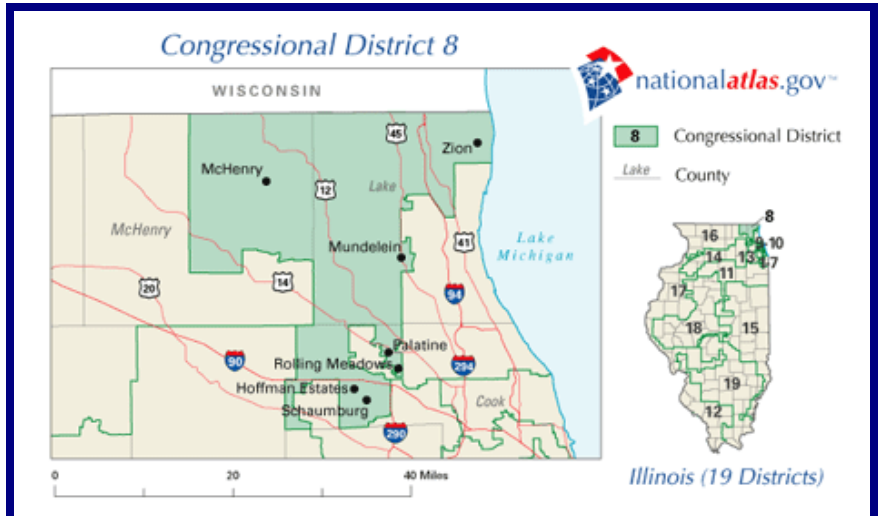 Congressional District 8
WISCONSIN
nationalatlas.gov™
45
Zion
8 Congressional District
McHenry
12
Lake
Lake County
McHenry
Mundelein
41
Lake
Michigan
20
14
94
8
16
10
14
13
7
11
17
18
15
19
12
90
Palatine
Rolling Meadows
294
Hoffman Estates
Schaumburg
Cook
290
0 20 40 Miles
Illinois (19 Districts)